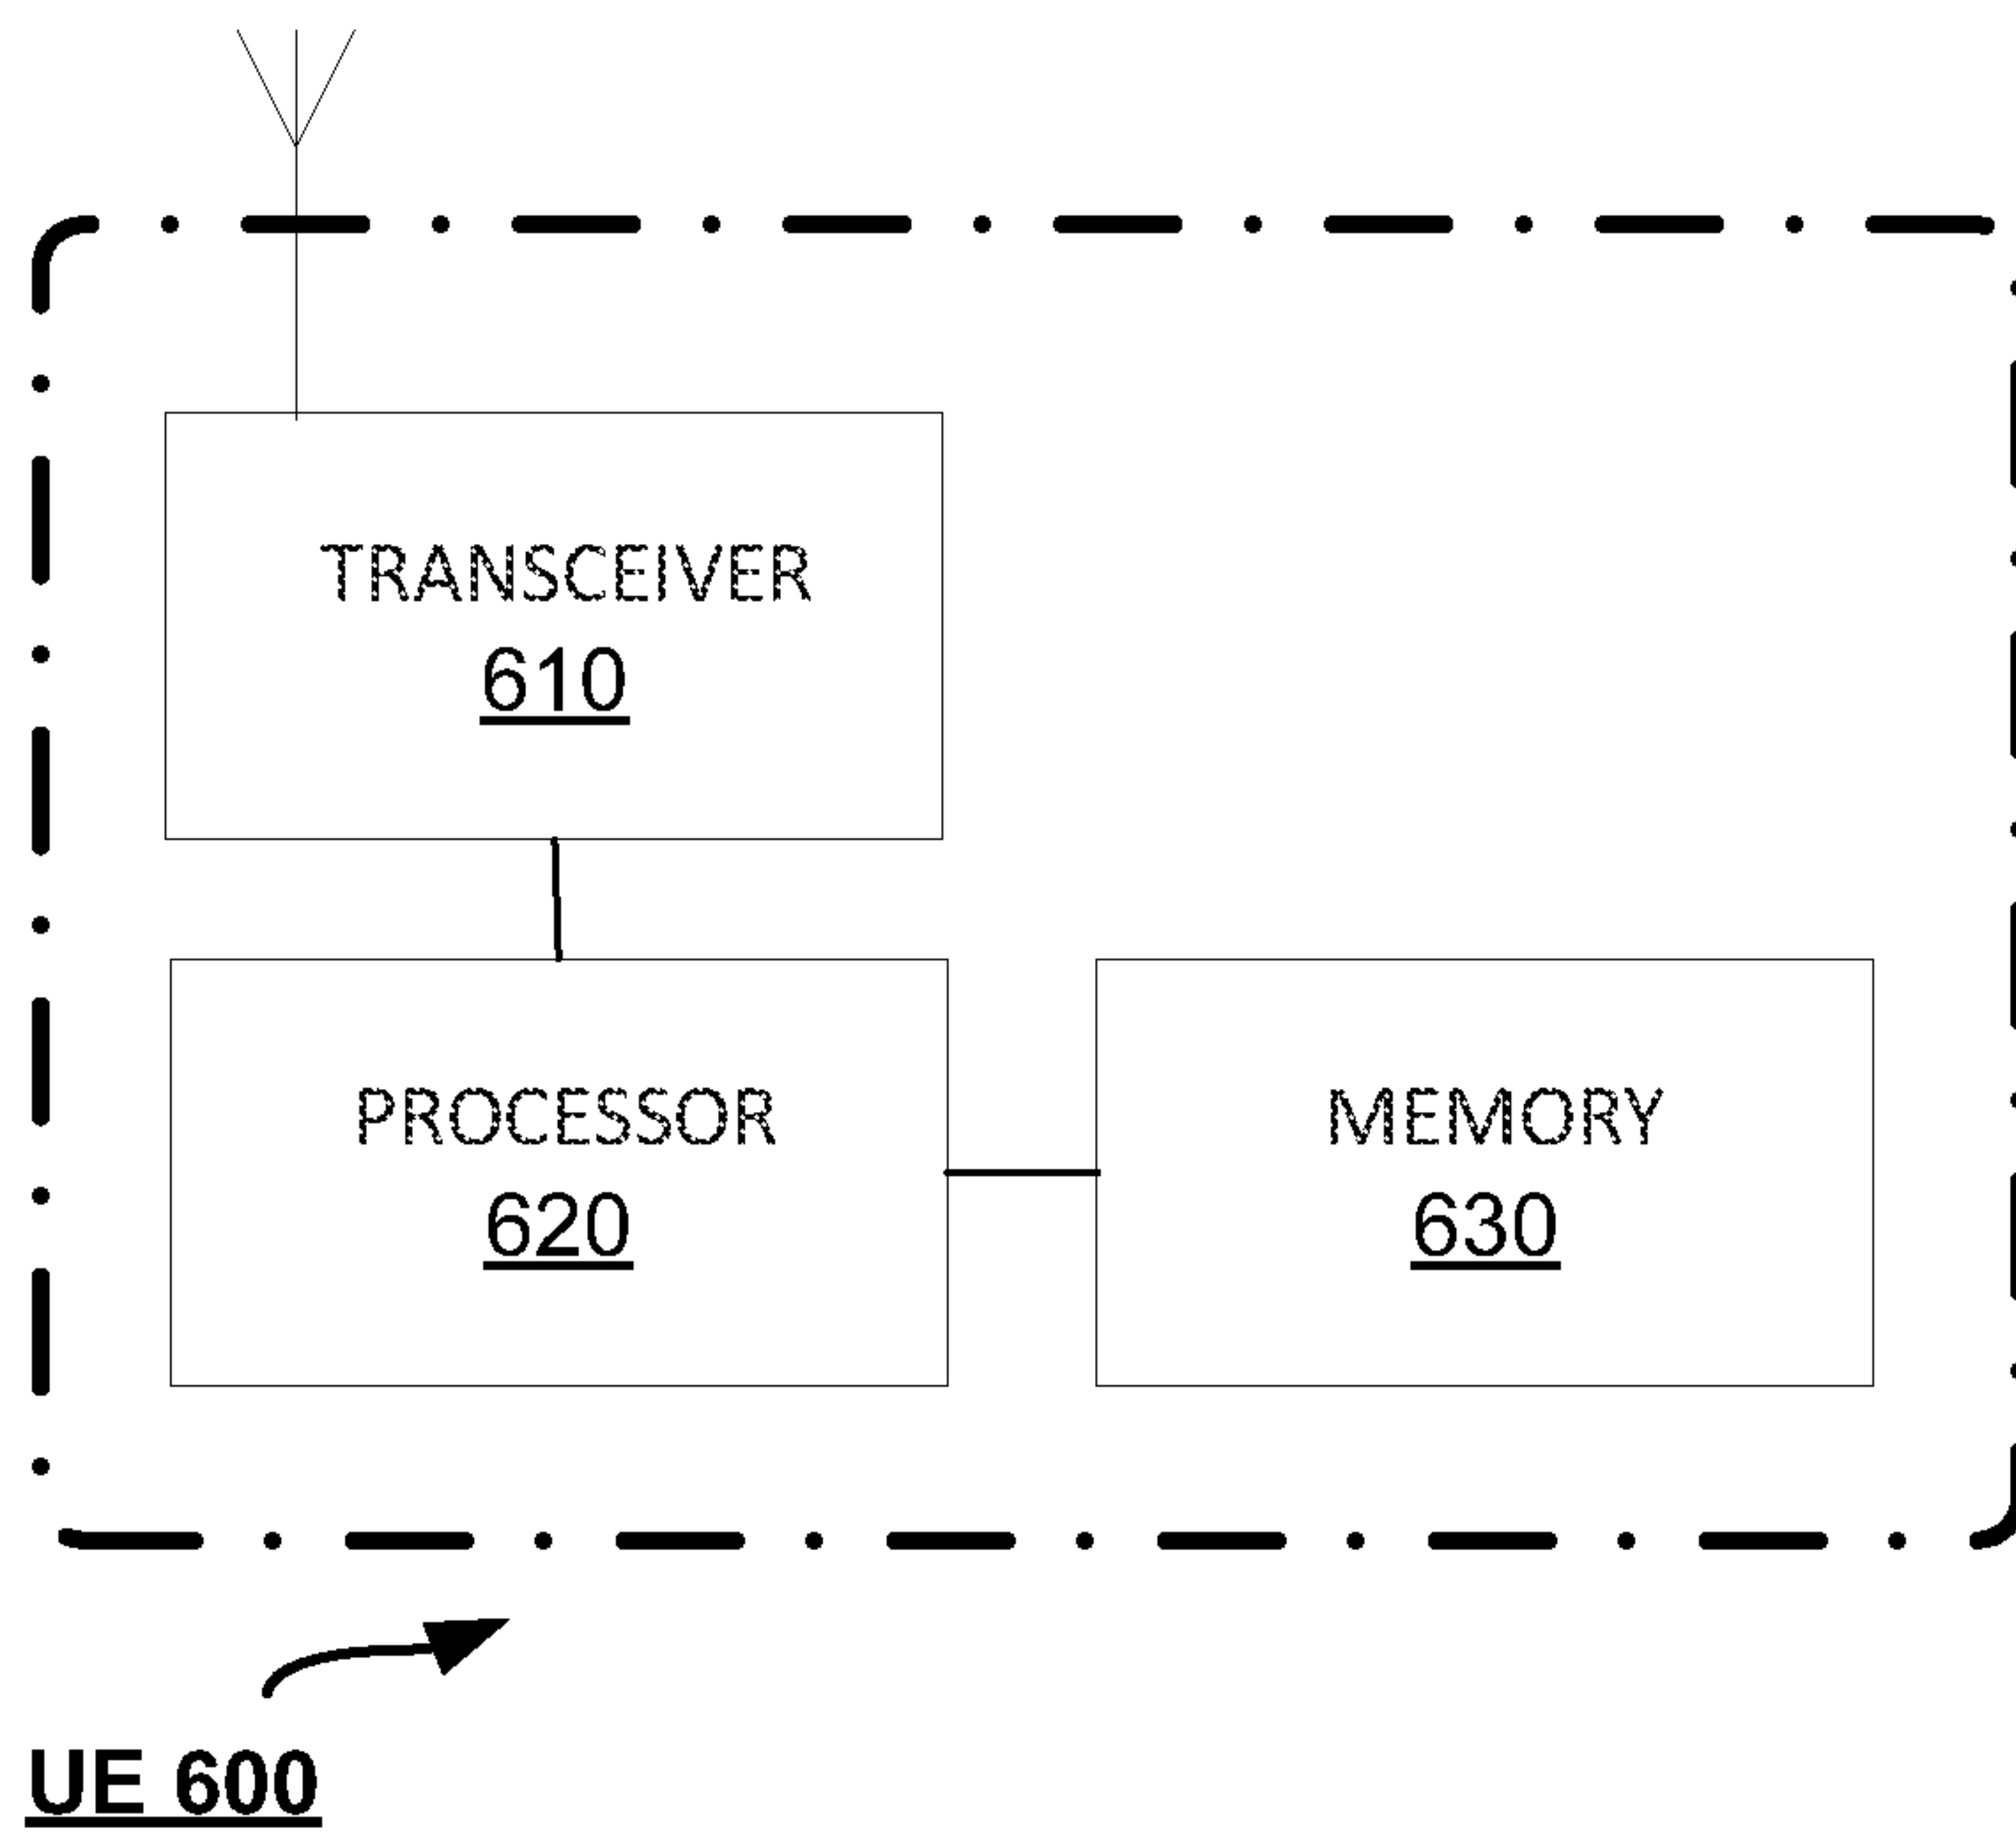 TRANSCEIVER
610
PROCESSOR
620
MEMORY
630
UE 600